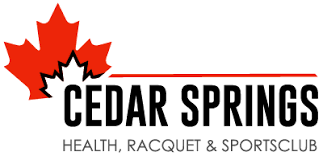 CEDAR SPRINGS
HEALTH, RACQUET & SPORTSCLUB